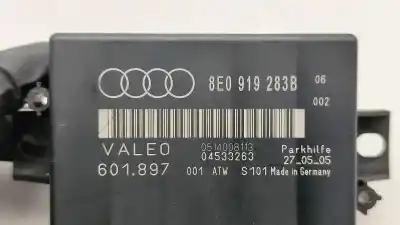 8E0 919 283B 06
002
0514008113
VALEO 04533263 Parkhilfe
27_05_05
601.897 001 ATW S101 Made in Germany